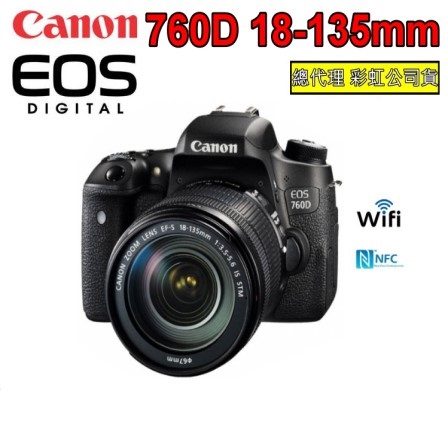 Canon 760D 18-135mm
EOS
DIGITAL
總代理 彩虹公司貨
Canon
EOS
760D
CANON ZOOM LENS EF-S 18-135mm 1:3.5-5.6 IS STM
Φ67mm
WiFi
NFC